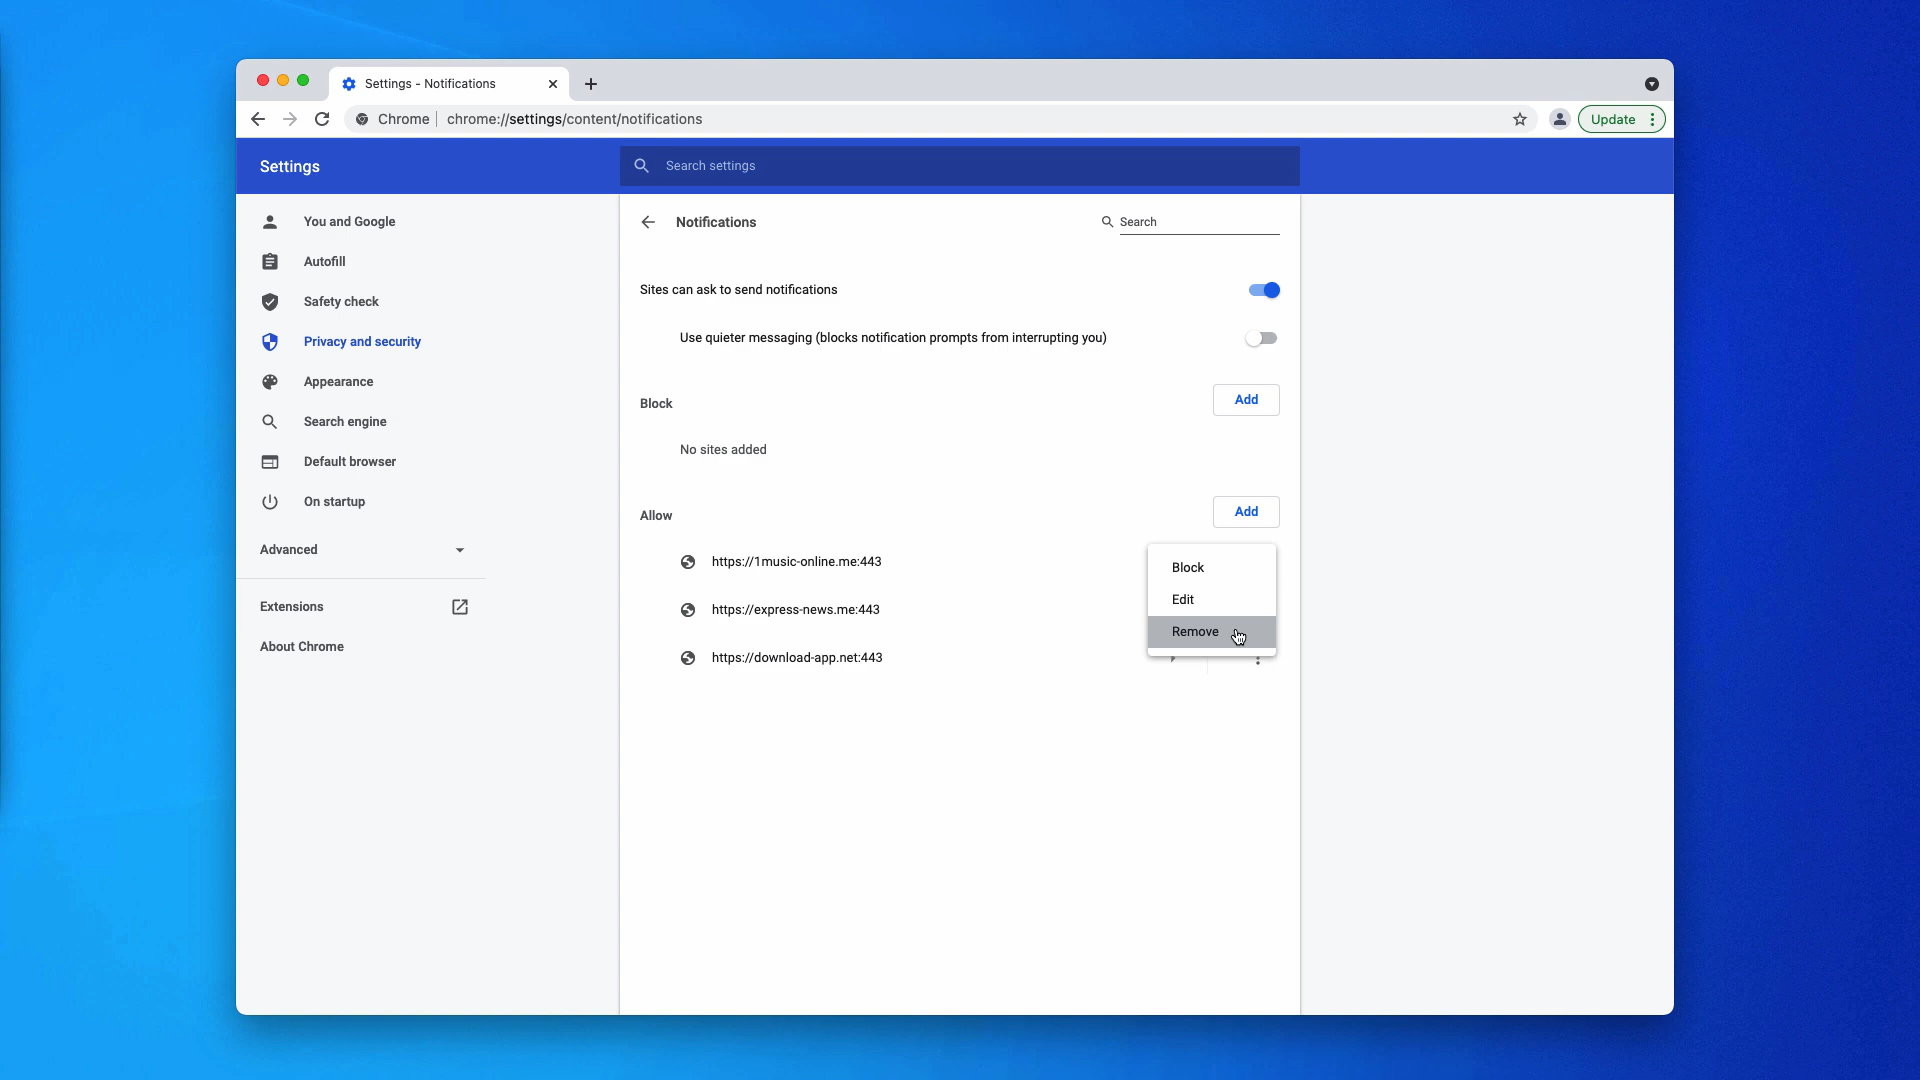 Settings - Notifications
Chrome
chrome://settings/content/notifications
Update
Settings
Search settings
You and Google
Autofill
Safety check
Privacy and security
Appearance
Search engine
Default browser
On startup
Advanced
Extensions
About Chrome
Notifications
Search
Sites can ask to send notifications
Use quieter messaging (blocks notification prompts from interrupting you)
Block
Add
No sites added
Allow
Add
https://1music-online.me:443
https://express-news.me:443
https://download-app.net:443
Block
Edit
Remove